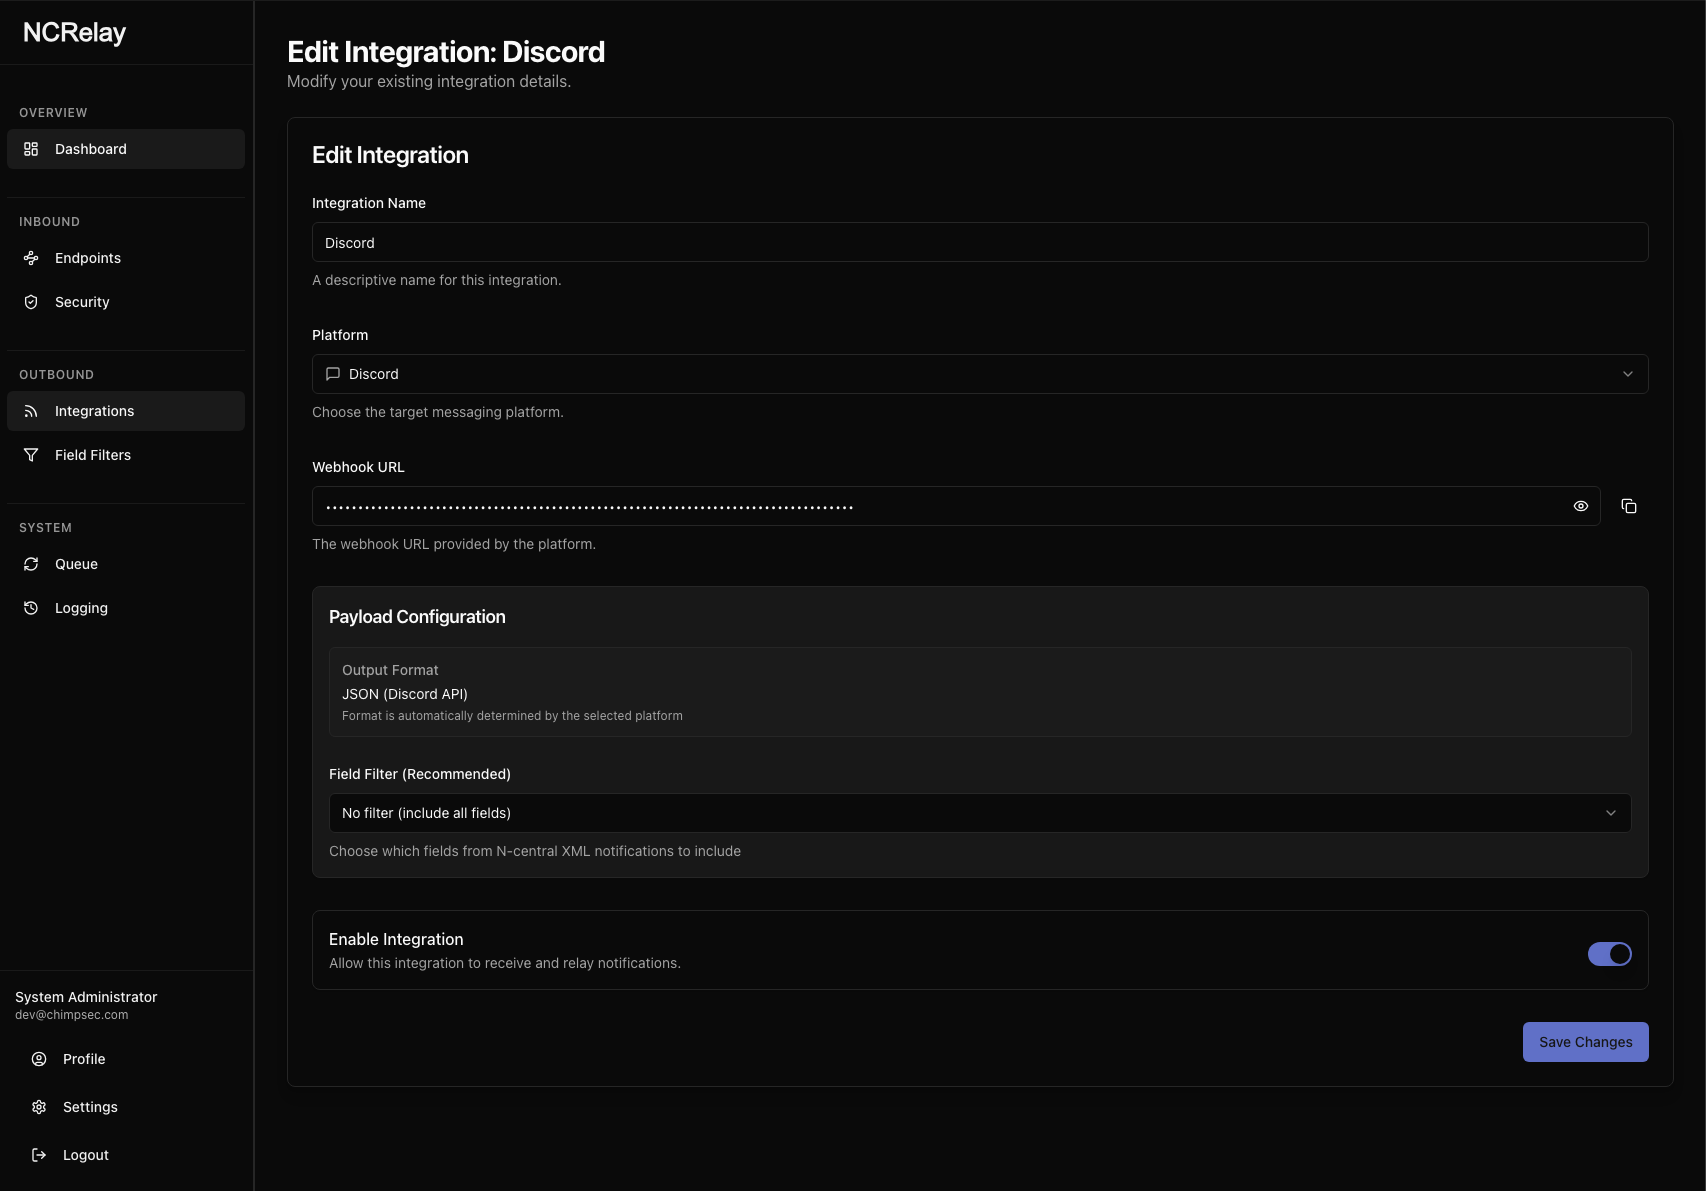 NCRelay
OVERVIEW
Dashboard
INBOUND
Endpoints
Security
OUTBOUND
Integrations
Field Filters
SYSTEM
Queue
Logging
System Administrator
dev@chimpsec.com
Profile
Settings
Logout
Edit Integration: Discord
Modify your existing integration details.
Edit Integration
Integration Name
Discord
A descriptive name for this integration.
Platform
Discord
Choose the target messaging platform.
Webhook URL
The webhook URL provided by the platform.
Payload Configuration
Output Format
JSON (Discord API)
Format is automatically determined by the selected platform
Field Filter (Recommended)
No filter (include all fields)
Choose which fields from N-central XML notifications to include
Enable Integration
Allow this integration to receive and relay notifications.
Save Changes